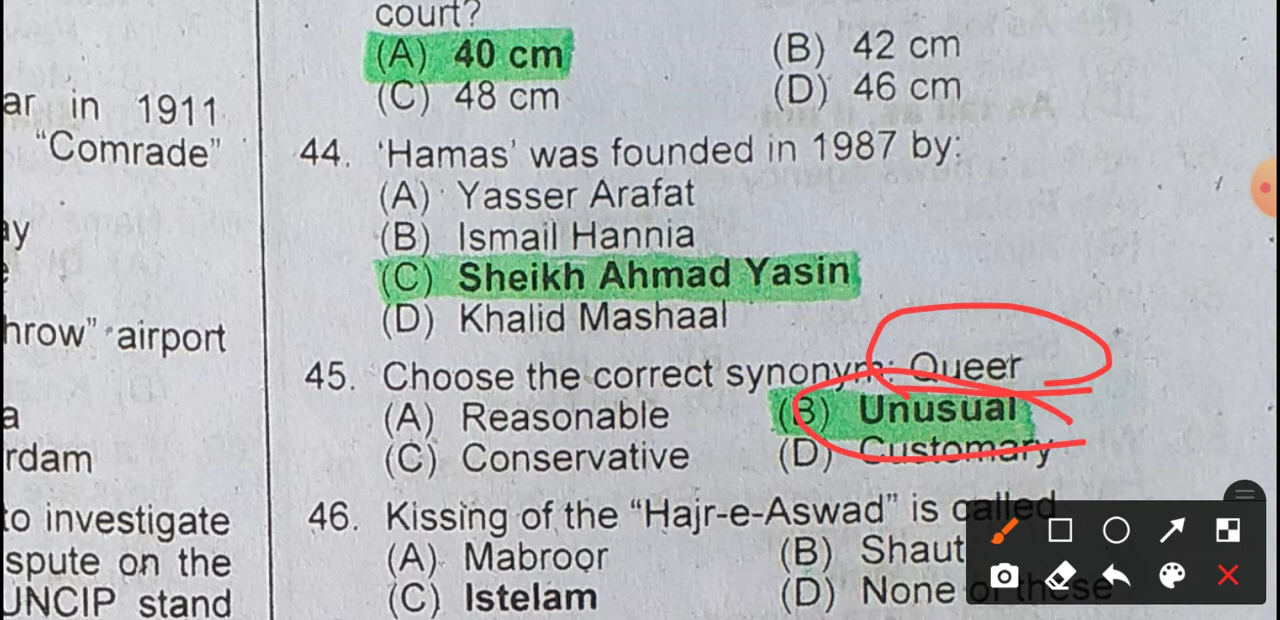 court?
(A) 40 cm (B) 42 cm
(C) 48 cm (D) 46 cm
44. 'Hamas' was founded in 1987 by:
(A) Yasser Arafat
(B) Ismail Hannia
(C) Sheikh Ahmad Yasin
(D) Khalid Mashaal
45. Choose the correct synonym: Queer
(A) Reasonable (B) Unusual
(C) Conservative (D) Customary
46. Kissing of the “Hajr-e-Aswad” is called
(A) Mabroor (B) Shaut
(C) Istelam (D) None of these
ar in 1911
“Comrade”
ay
hrow” airport
a
rdam
to investigate
spute on the
UNCIP stand